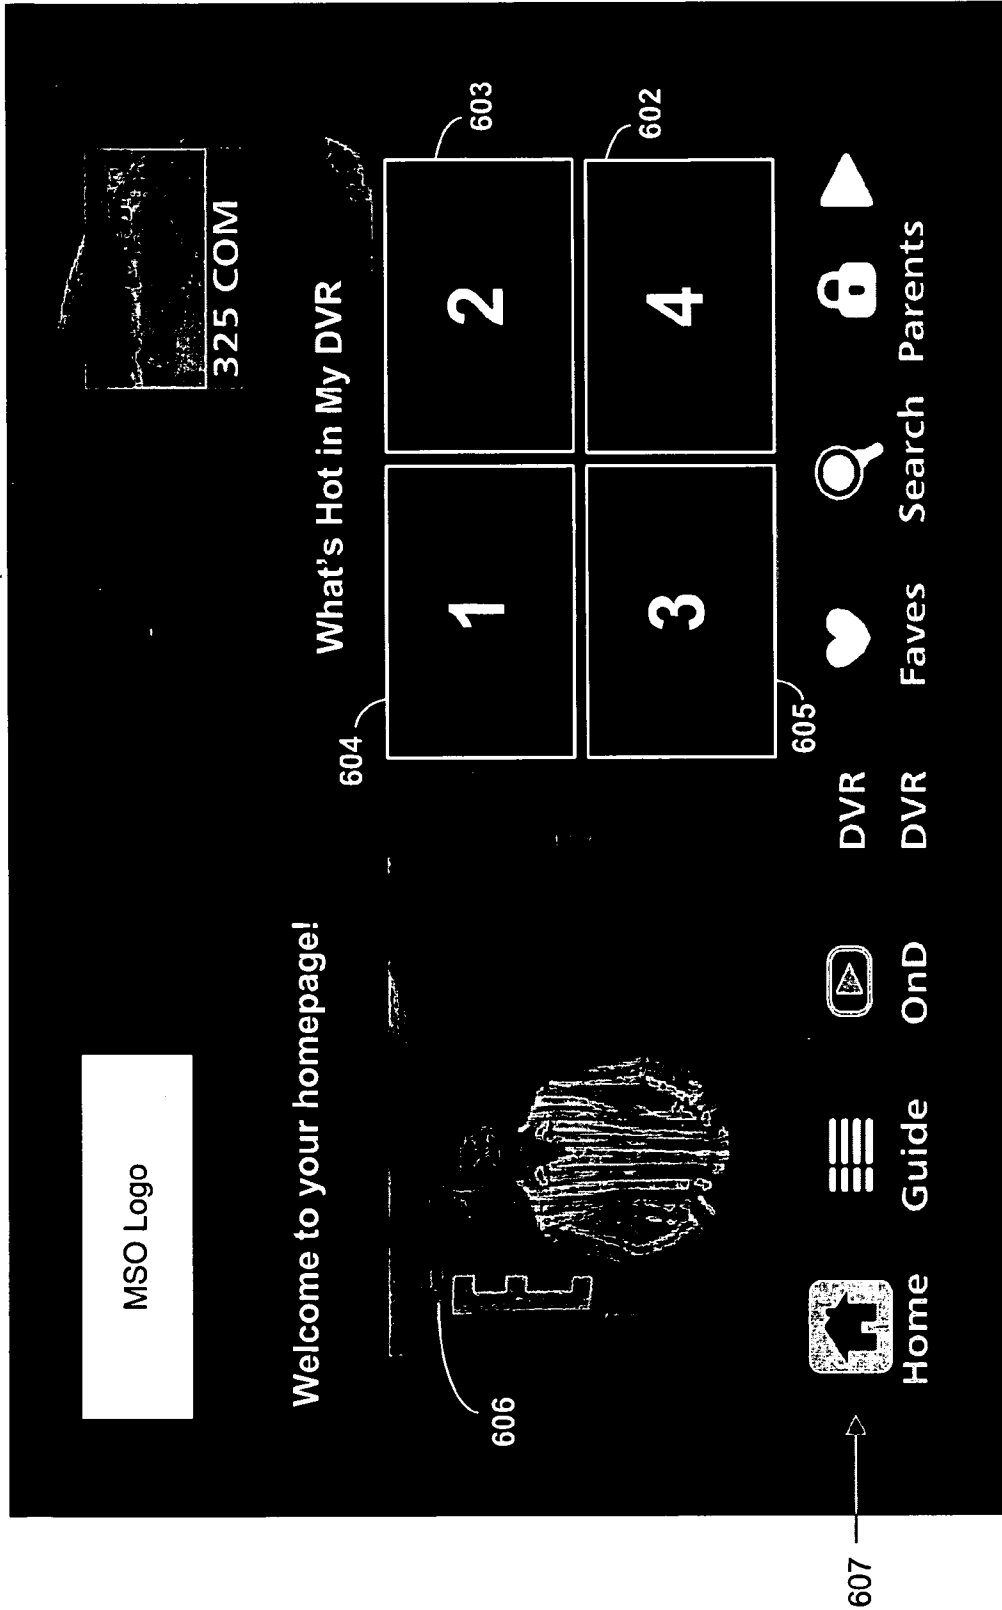 MSO Logo
325 COM
Welcome to your homepage!
What's Hot in My DVR
604
603
1
2
606
602
3
4
605
607
DVR
Home
Guide
OnD
DVR
Faves
Search
Parents